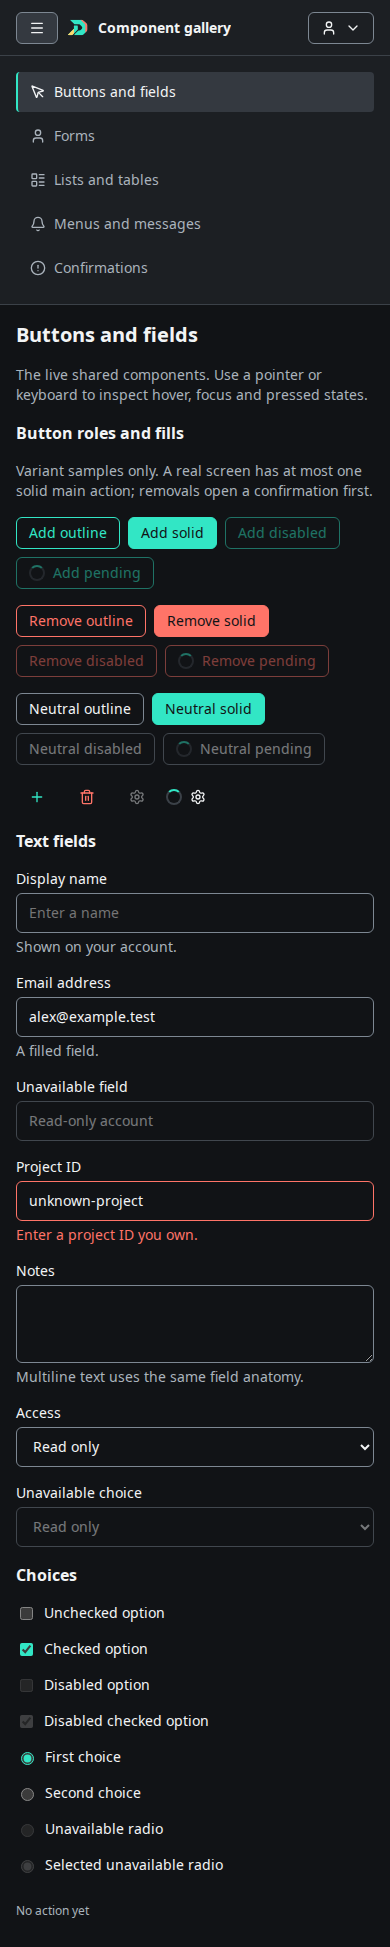 Component gallery
Buttons and fields
Forms
Lists and tables
Menus and messages
Confirmations
Buttons and fields
The live shared components. Use a pointer or
keyboard to inspect hover, focus and pressed states.
Button roles and fills
Variant samples only. A real screen has at most one
solid main action; removals open a confirmation first.
Add outline Add solid Add disabled
Add pending
Remove outline Remove solid
Remove disabled Remove pending
Neutral outline Neutral solid
Neutral disabled Neutral pending
Text fields
Display name
Enter a name
Shown on your account.
Email address
alex@example.test
A filled field.
Unavailable field
Read-only account
Project ID
unknown-project
Enter a project ID you own.
Notes
Multiline text uses the same field anatomy.
Access
Read only
Unavailable choice
Read only
Choices
Unchecked option
Checked option
Disabled option
Disabled checked option
First choice
Second choice
Unavailable radio
Selected unavailable radio
No action yet